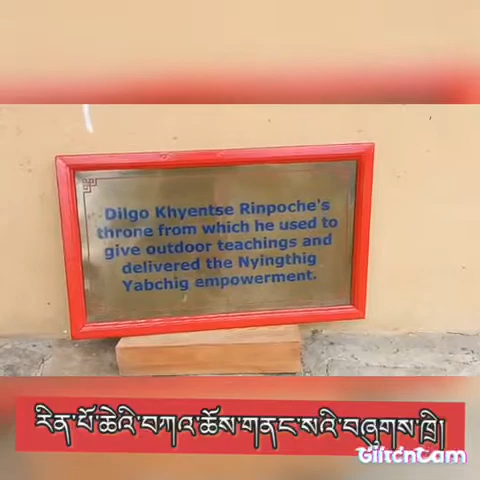 Dilgo Khyentse Rinpoche's
throne from which he used to
give outdoor teachings and
delivered the Nyingthig
Yabchig empowerment.
རིན་པོ་ཆེའི་བཀའ་ཆོས་གནང་སའི་བཞུགས་ཁྲི།